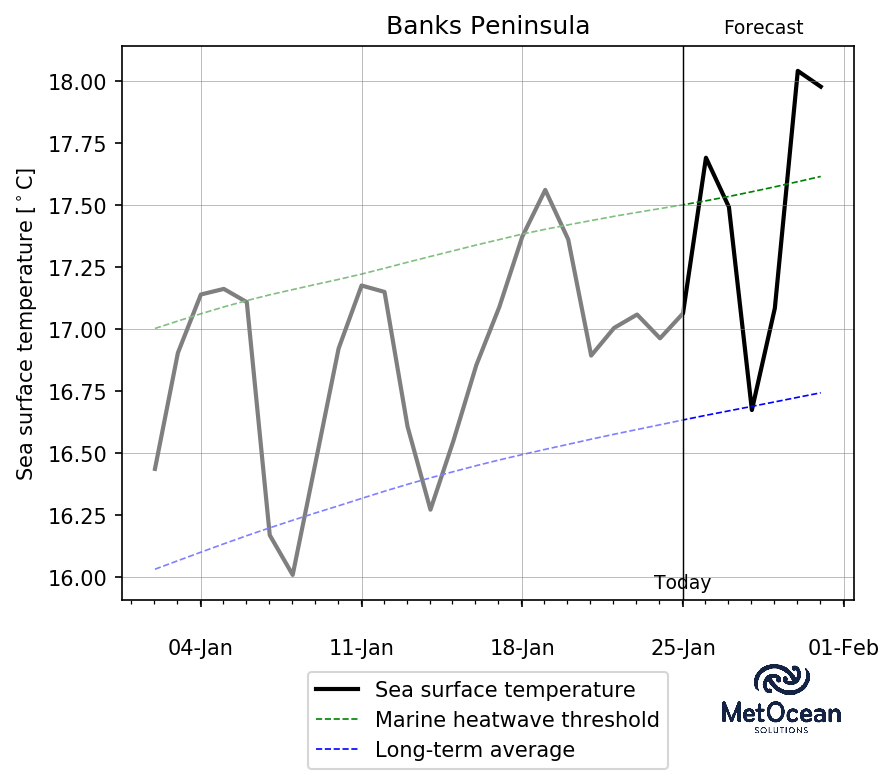 Banks Peninsula
Forecast
Sea surface temperature [°C]
18.00
17.75
17.50
17.25
17.00
16.75
16.50
16.25
16.00
Today
04-Jan 11-Jan 18-Jan 25-Jan 01-Feb
Sea surface temperature
Marine heatwave threshold
Long-term average
MetOcean
SOLUTIONS